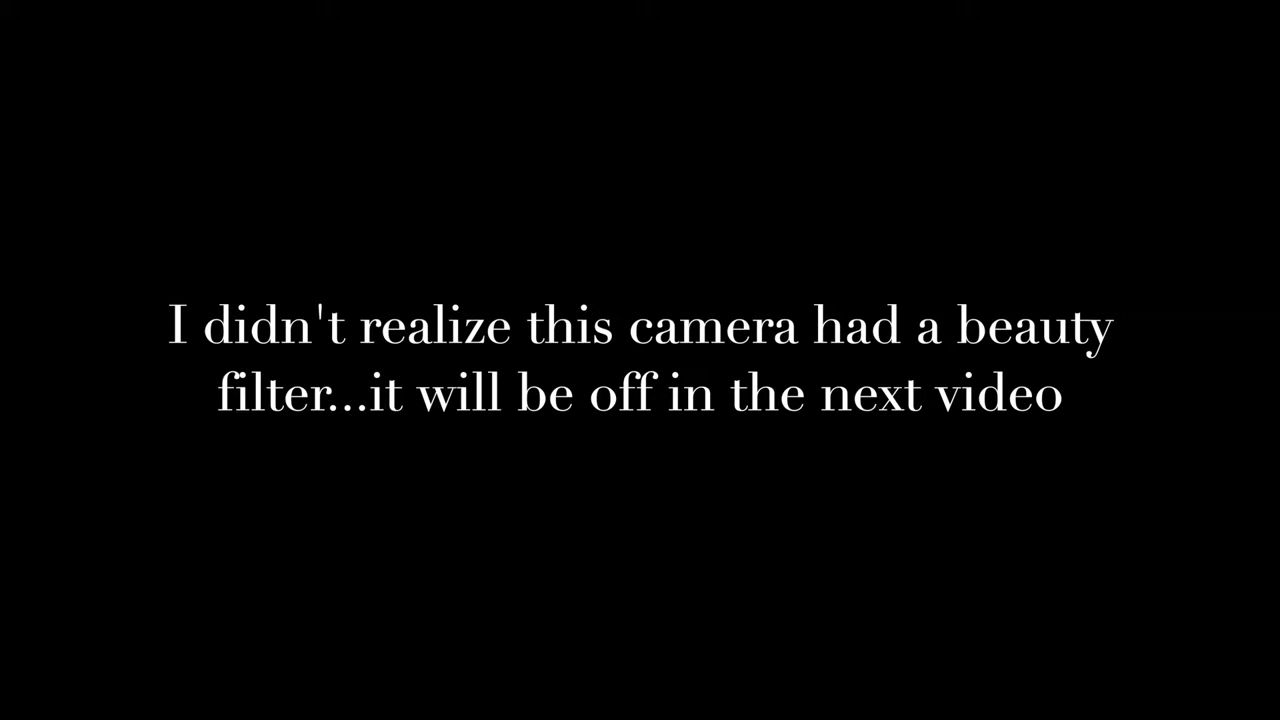 I didn't realize this camera had a beauty
filter...it will be off in the next video